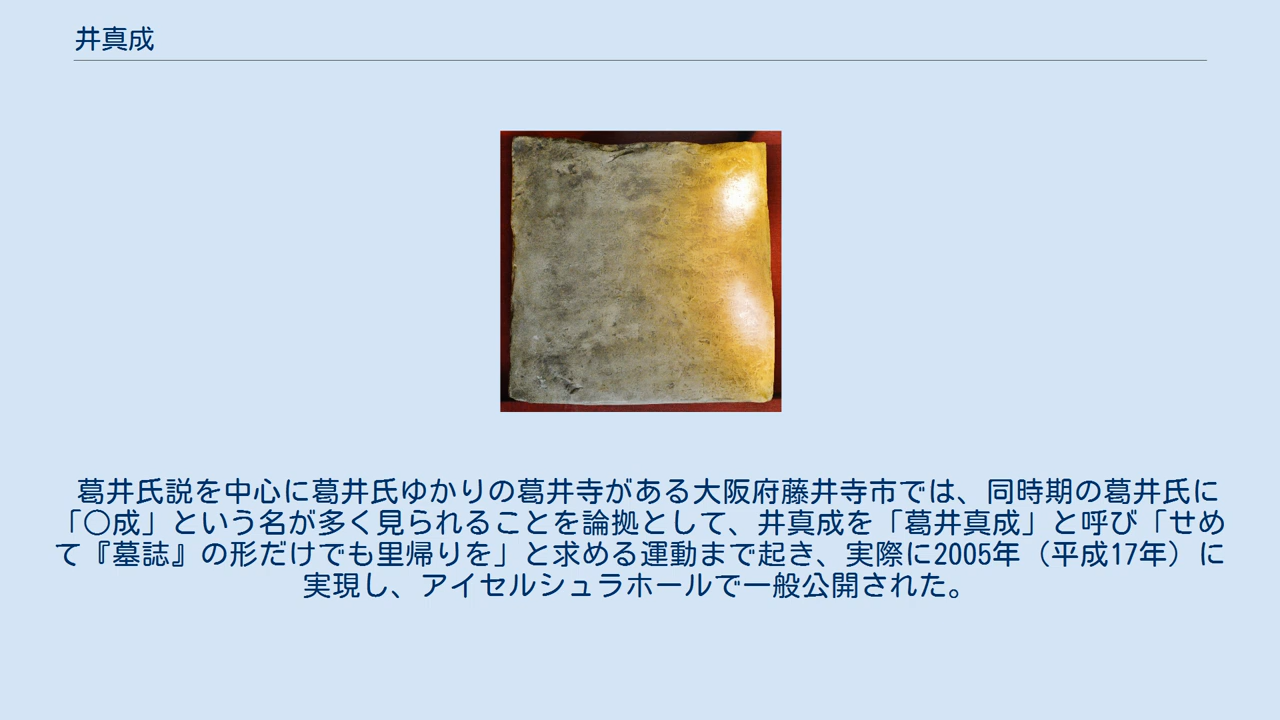 井真成
葛井氏説を中心に葛井氏ゆかりの葛井寺がある大阪府藤井寺市では、同時期の葛井氏に
「〇成」という名が多く見られることを論拠として、井真成を「葛井真成」と呼び「せめ
て『墓誌』の形だけでも里帰りを」と求める運動まで起き、実際に2005年（平成17年）に
実現し、アイセルシュラホールで一般公開された。